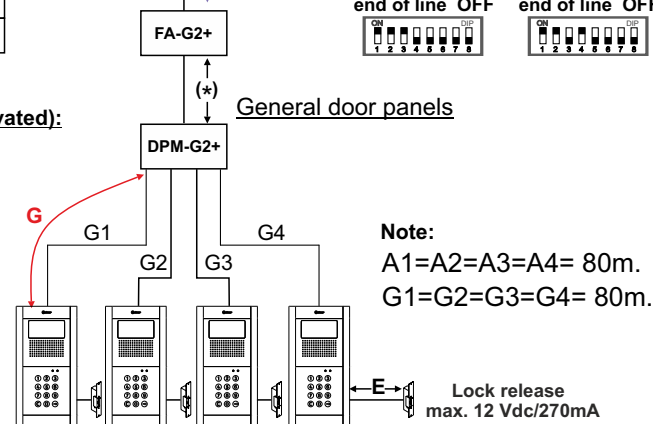 end of line OFF
end of line OFF
ON DIP
1 2 3 4 5 6 7 8
ON DIP
1 2 3 4 5 6 7 8
FA-G2+
(*)
General door panels
vated):
DPM-G2+
G
G1
G2
G3
G4
Note:
A1=A2=A3=A4= 80m.
G1=G2=G3=G4= 80m.
E
Lock release
max. 12 Vdc/270mA